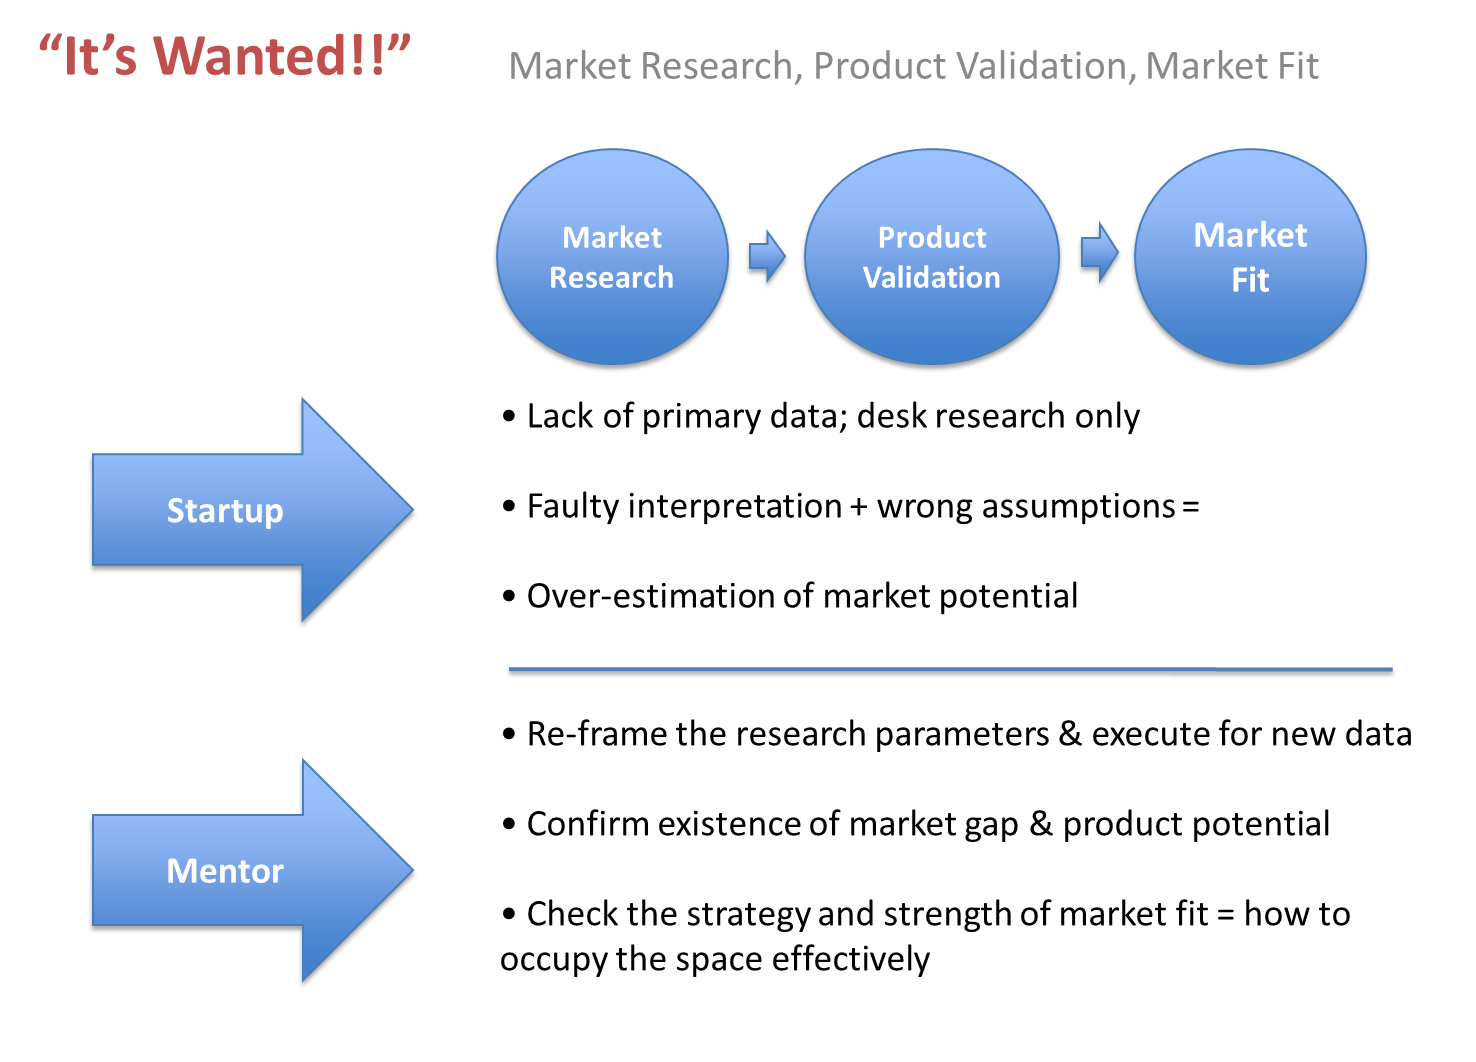 “It’s Wanted!!”
Market Research, Product Validation, Market Fit
Market
Research
Product
Validation
Market
Fit
Startup
• Lack of primary data; desk research only
• Faulty interpretation + wrong assumptions =
• Over-estimation of market potential
Mentor
• Re-frame the research parameters & execute for new data
• Confirm existence of market gap & product potential
• Check the strategy and strength of market fit = how to
occupy the space effectively